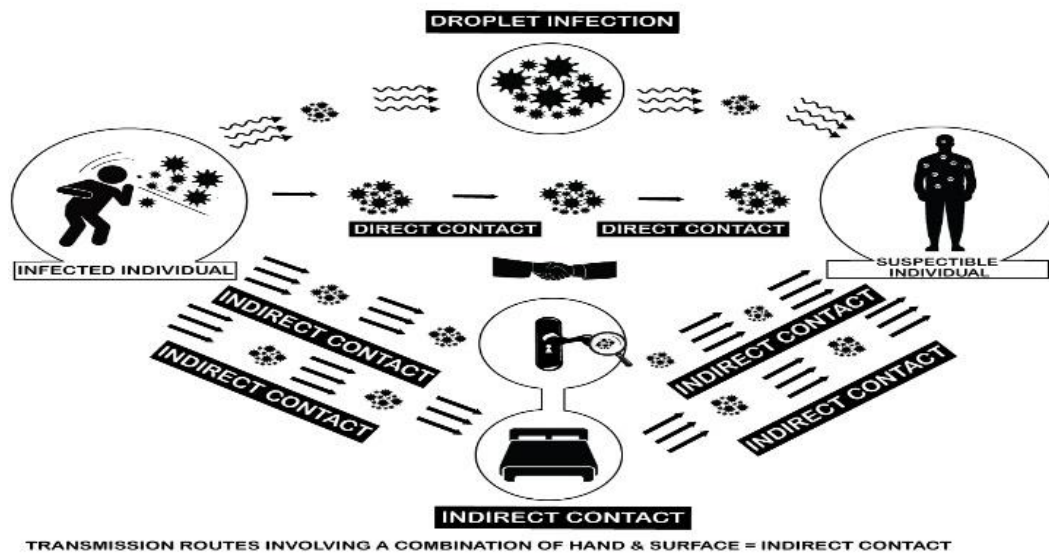 DROPLET INFECTION
DIRECT CONTACT
DIRECT CONTACT
INFECTED INDIVIDUAL
SUSPECTIBLE
INDIVIDUAL
INDIRECT CONTACT
INDIRECT CONTACT
INDIRECT CONTACT
INDIRECT CONTACT
INDIRECT CONTACT
TRANSMISSION ROUTES INVOLVING A COMBINATION OF HAND & SURFACE = INDIRECT CONTACT